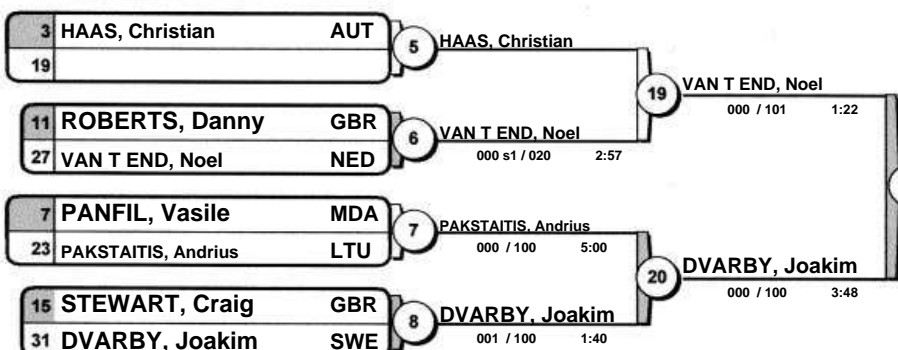 3 HAAS, Christian AUT
19
5
HAAS, Christian
11 ROBERTS, Danny GBR
27 VAN T END, Noel NED
6
VAN T END, Noel
000 s1 / 020 2:57
19
VAN T END, Noel
000 / 101 1:22
7 PANFIL, Vasile MDA
23 PAKSTAITIS, Andrius LTU
7
PAKSTAITIS, Andrius
000 / 100 5:00
15 STEWART, Craig GBR
31 DVARBY, Joakim SWE
8
DVARBY, Joakim
001 / 100 1:40
20
DVARBY, Joakim
000 / 100 3:48